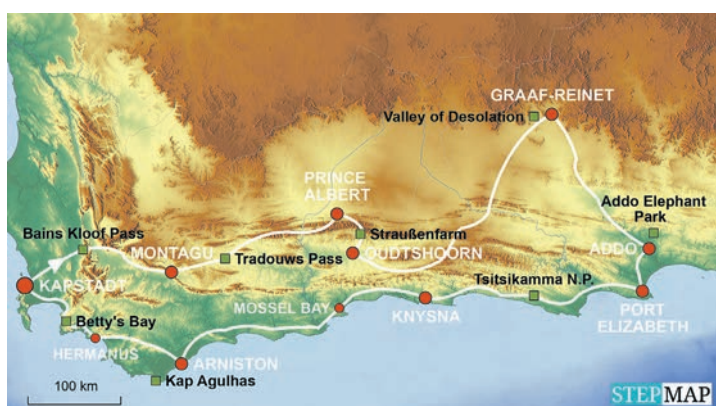 GRAAF-REINET
Valley of Desolation
PRINCE
ALBERT
Addo Elephant
Park
Bains Kloof Pass
Straußenfarm
MONTAGU
ADDO
Tradouws Pass
OUDTSHOORN
KAPSTADT
Tsitsikamma N.P.
MOSSEL BAY
KNYSNA
PORT
ELIZABETH
Betty's Bay
HERMANUS
ARNISTON
Kap Agulhas
100 km
STEPMAP